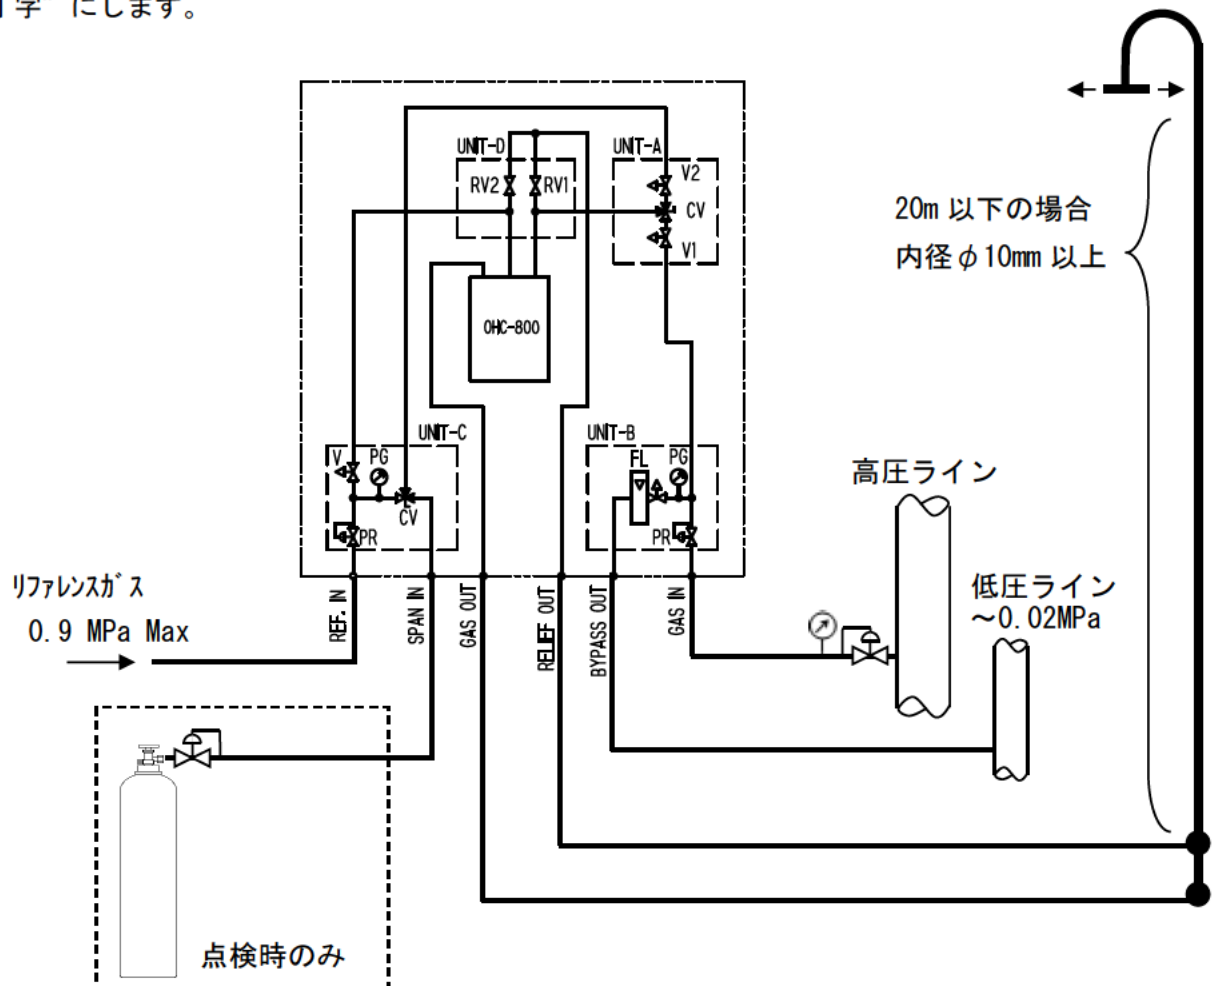 字" にします。
UNIT-D
UNIT-A
RV2
RV1
V2
CV
V1
20m 以下の場合
内径φ10mm 以上
OHC-800
UNIT-C
UNIT-B
V
PG
FL
PG
CV
PR
PR
高圧ライン
低圧ライン
～0.02MPa
リファレンスガス
0.9 MPa Max
REF. IN
SPAN IN
GAS OUT
RELIEF OUT
BYPASS OUT
GAS IN
点検時のみ